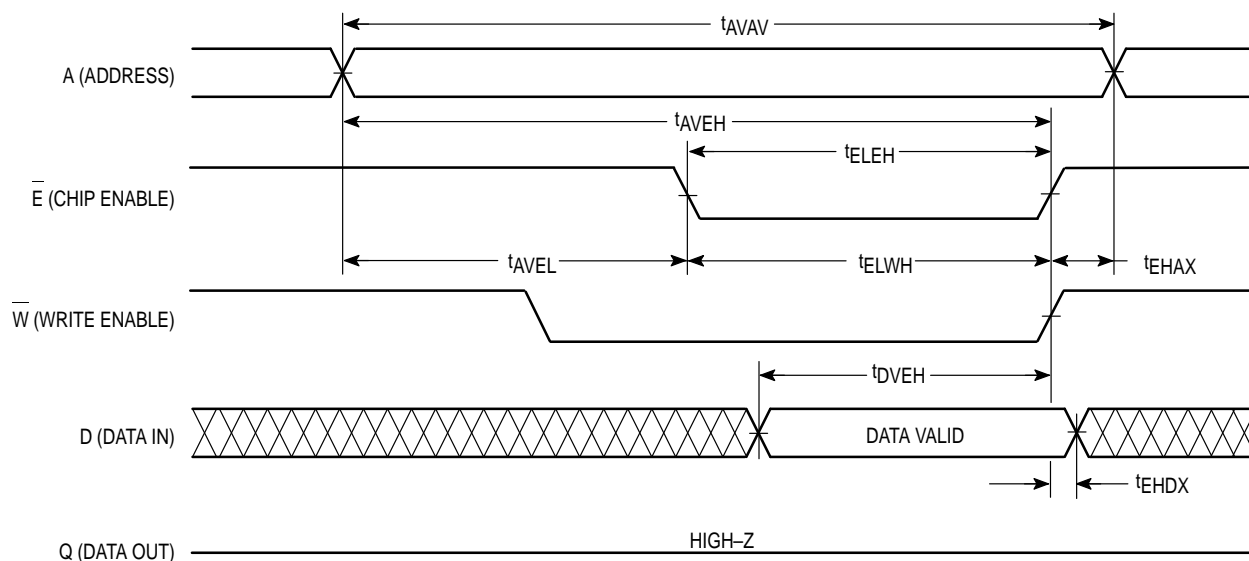 tAVAV
A (ADDRESS)
tAVEH
tELEH
E (CHIP ENABLE)
tAVEL
tELWH
tEHAX
W (WRITE ENABLE)
tDVEH
D (DATA IN)
DATA VALID
tEHDX
HIGH–Z
Q (DATA OUT)